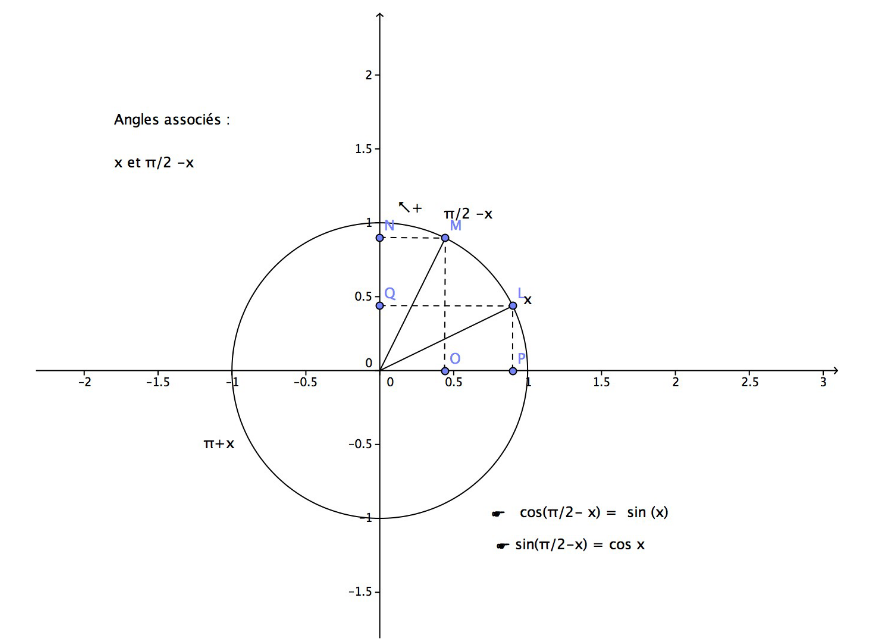 2
Angles associés :
1.5
x et π/2 -x
+
π/2 -x
1
N
M
0.5
Q
L
x
0
O
P
-2
-1.5
-1
-0.5
0
0.5
1
1.5
2
2.5
3
-0.5
π+x
-1
cos(π/2- x) = sin (x)
sin(π/2-x) = cos x
-1.5